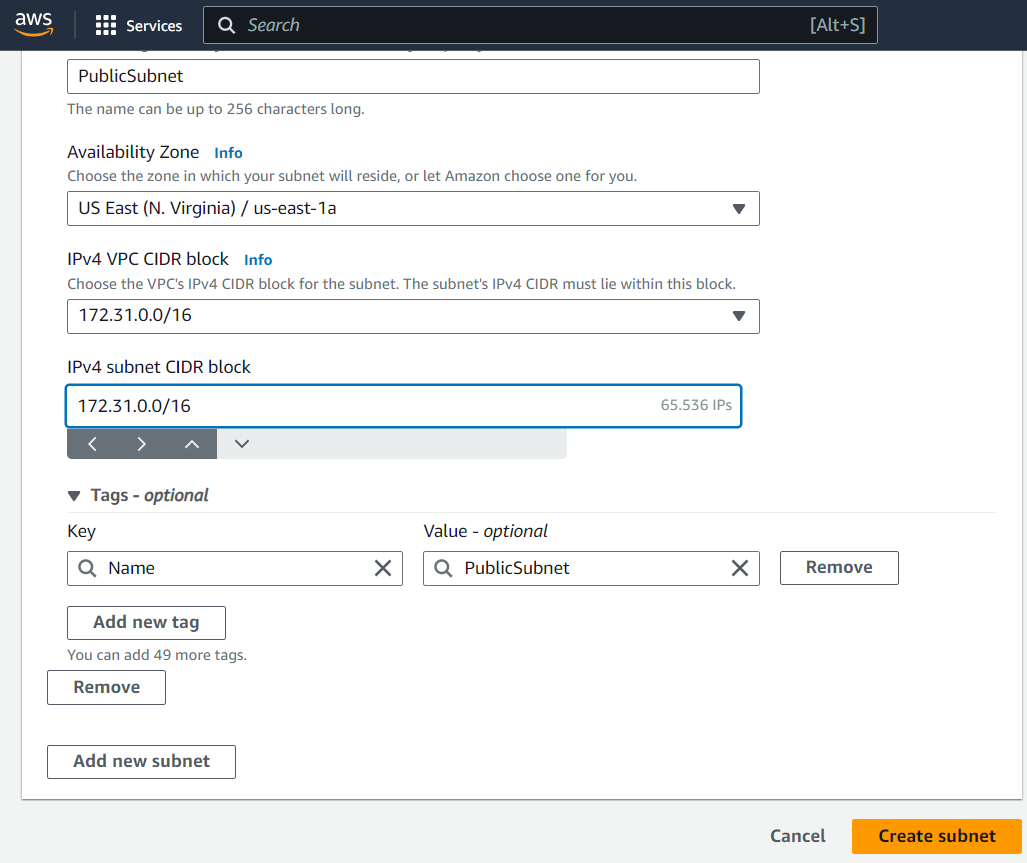 aws
Services
Search
[Alt+S]
PublicSubnet
The name can be up to 256 characters long.
Availability Zone Info
Choose the zone in which your subnet will reside, or let Amazon choose one for you.
US East (N. Virginia) / us-east-1a
IPv4 VPC CIDR block Info
Choose the VPC's IPv4 CIDR block for the subnet. The subnet's IPv4 CIDR must lie within this block.
172.31.0.0/16
IPv4 subnet CIDR block
172.31.0.0/16 65.536 IPs
Tags - optional
Key Value - optional
Name PublicSubnet Remove
Add new tag
You can add 49 more tags.
Remove
Add new subnet
Cancel Create subnet